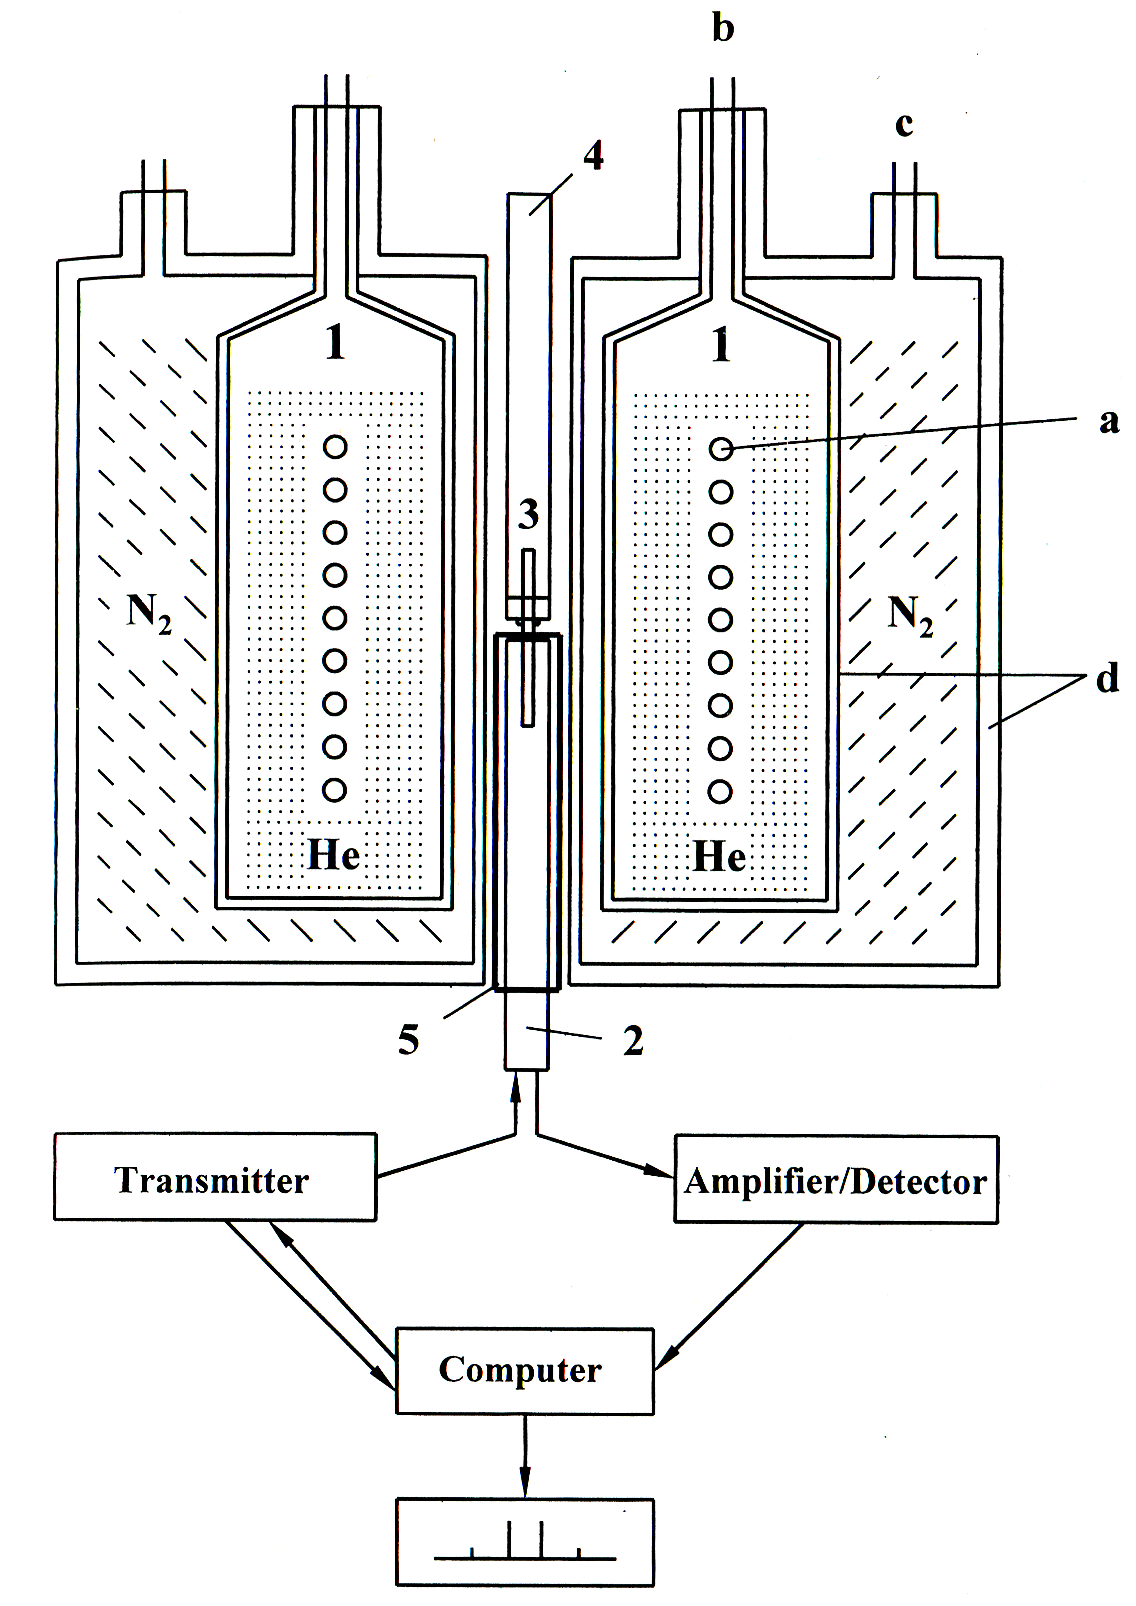 b
c
4
1
1
a
3
N2
N2
d
He
He
5
2
Transmitter
Amplifier/Detector
Computer